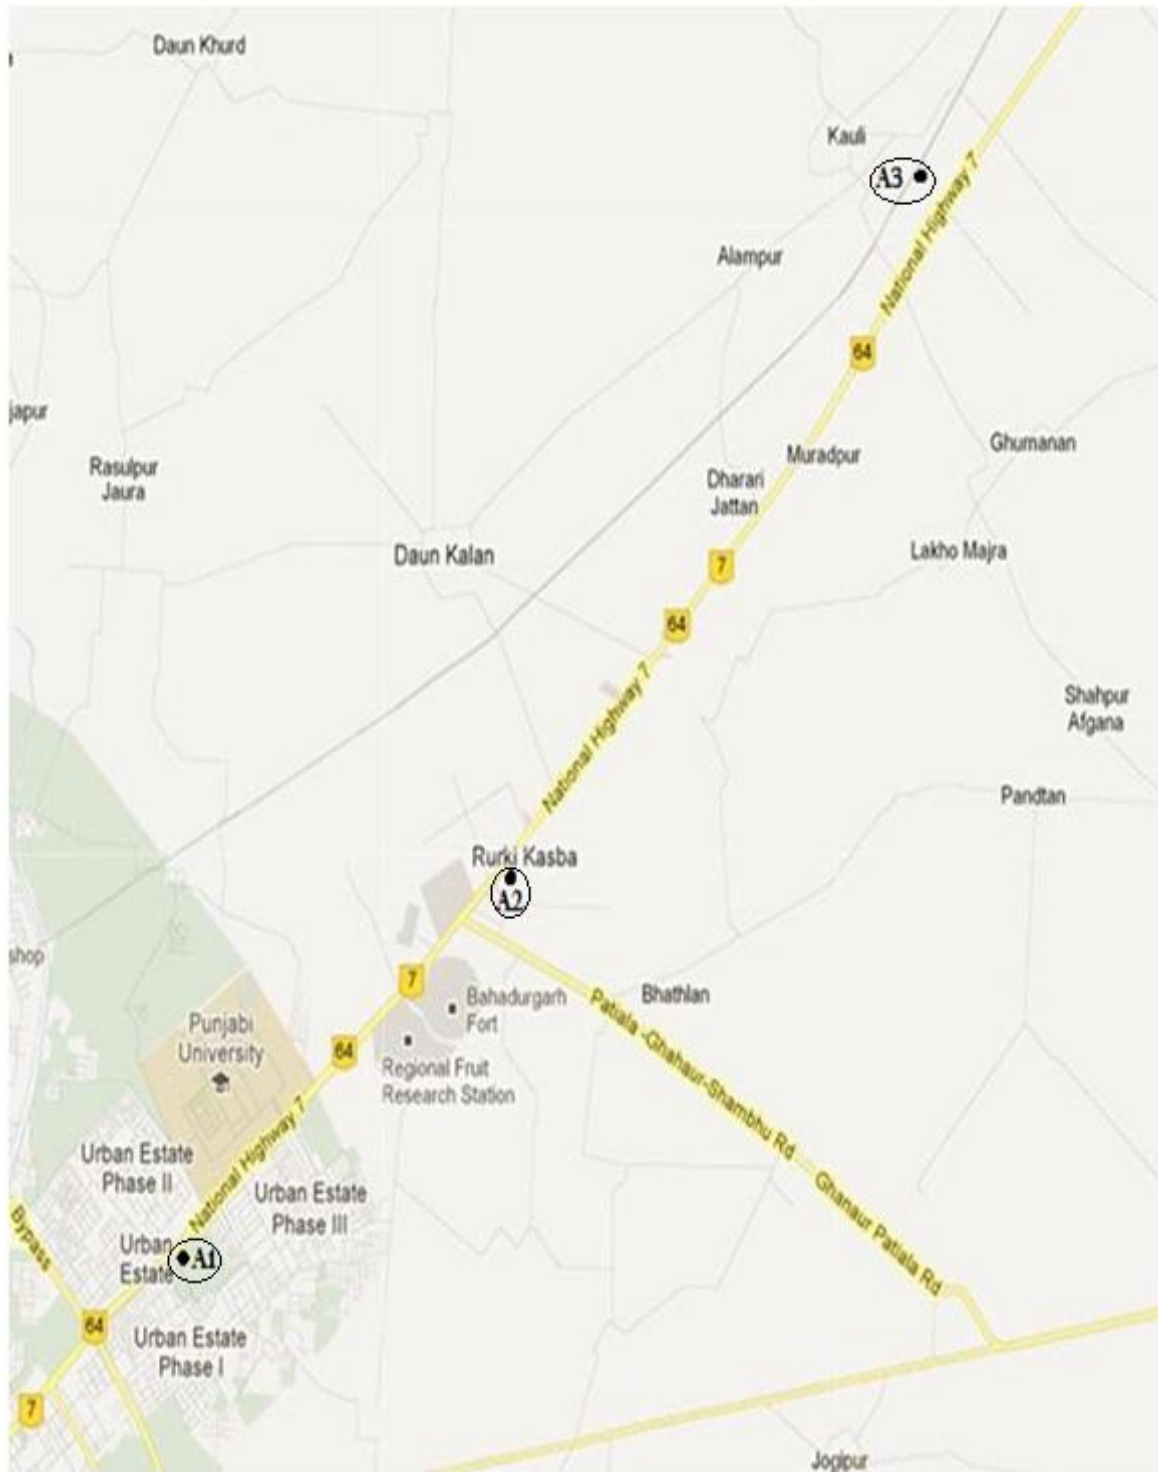 Daun Khurd
Kauli
A3
National Highway 7
Alampur
64
japur
Rasulpur
Jaura
Muradpur
Ghumanan
Dharari
Jattan
Daun Kalan
7
Lakho Majra
64
National Highway 7
Shahpur
Afgana
Pandtan
Rurki Kasba
A2
shop
7
Bahadurgarh
Fort
Bhathlan
Patiala -Ghahaur-Shambhu Rd
Punjabi
University
64
Regional Fruit
Research Station
National Highway 7
Urban Estate
Phase II
Urban Estate
Phase III
Ghanaur Patiala Rd
Bypass
Urban
Estate
A1
64
Urban Estate
Phase I
7
Jogipur